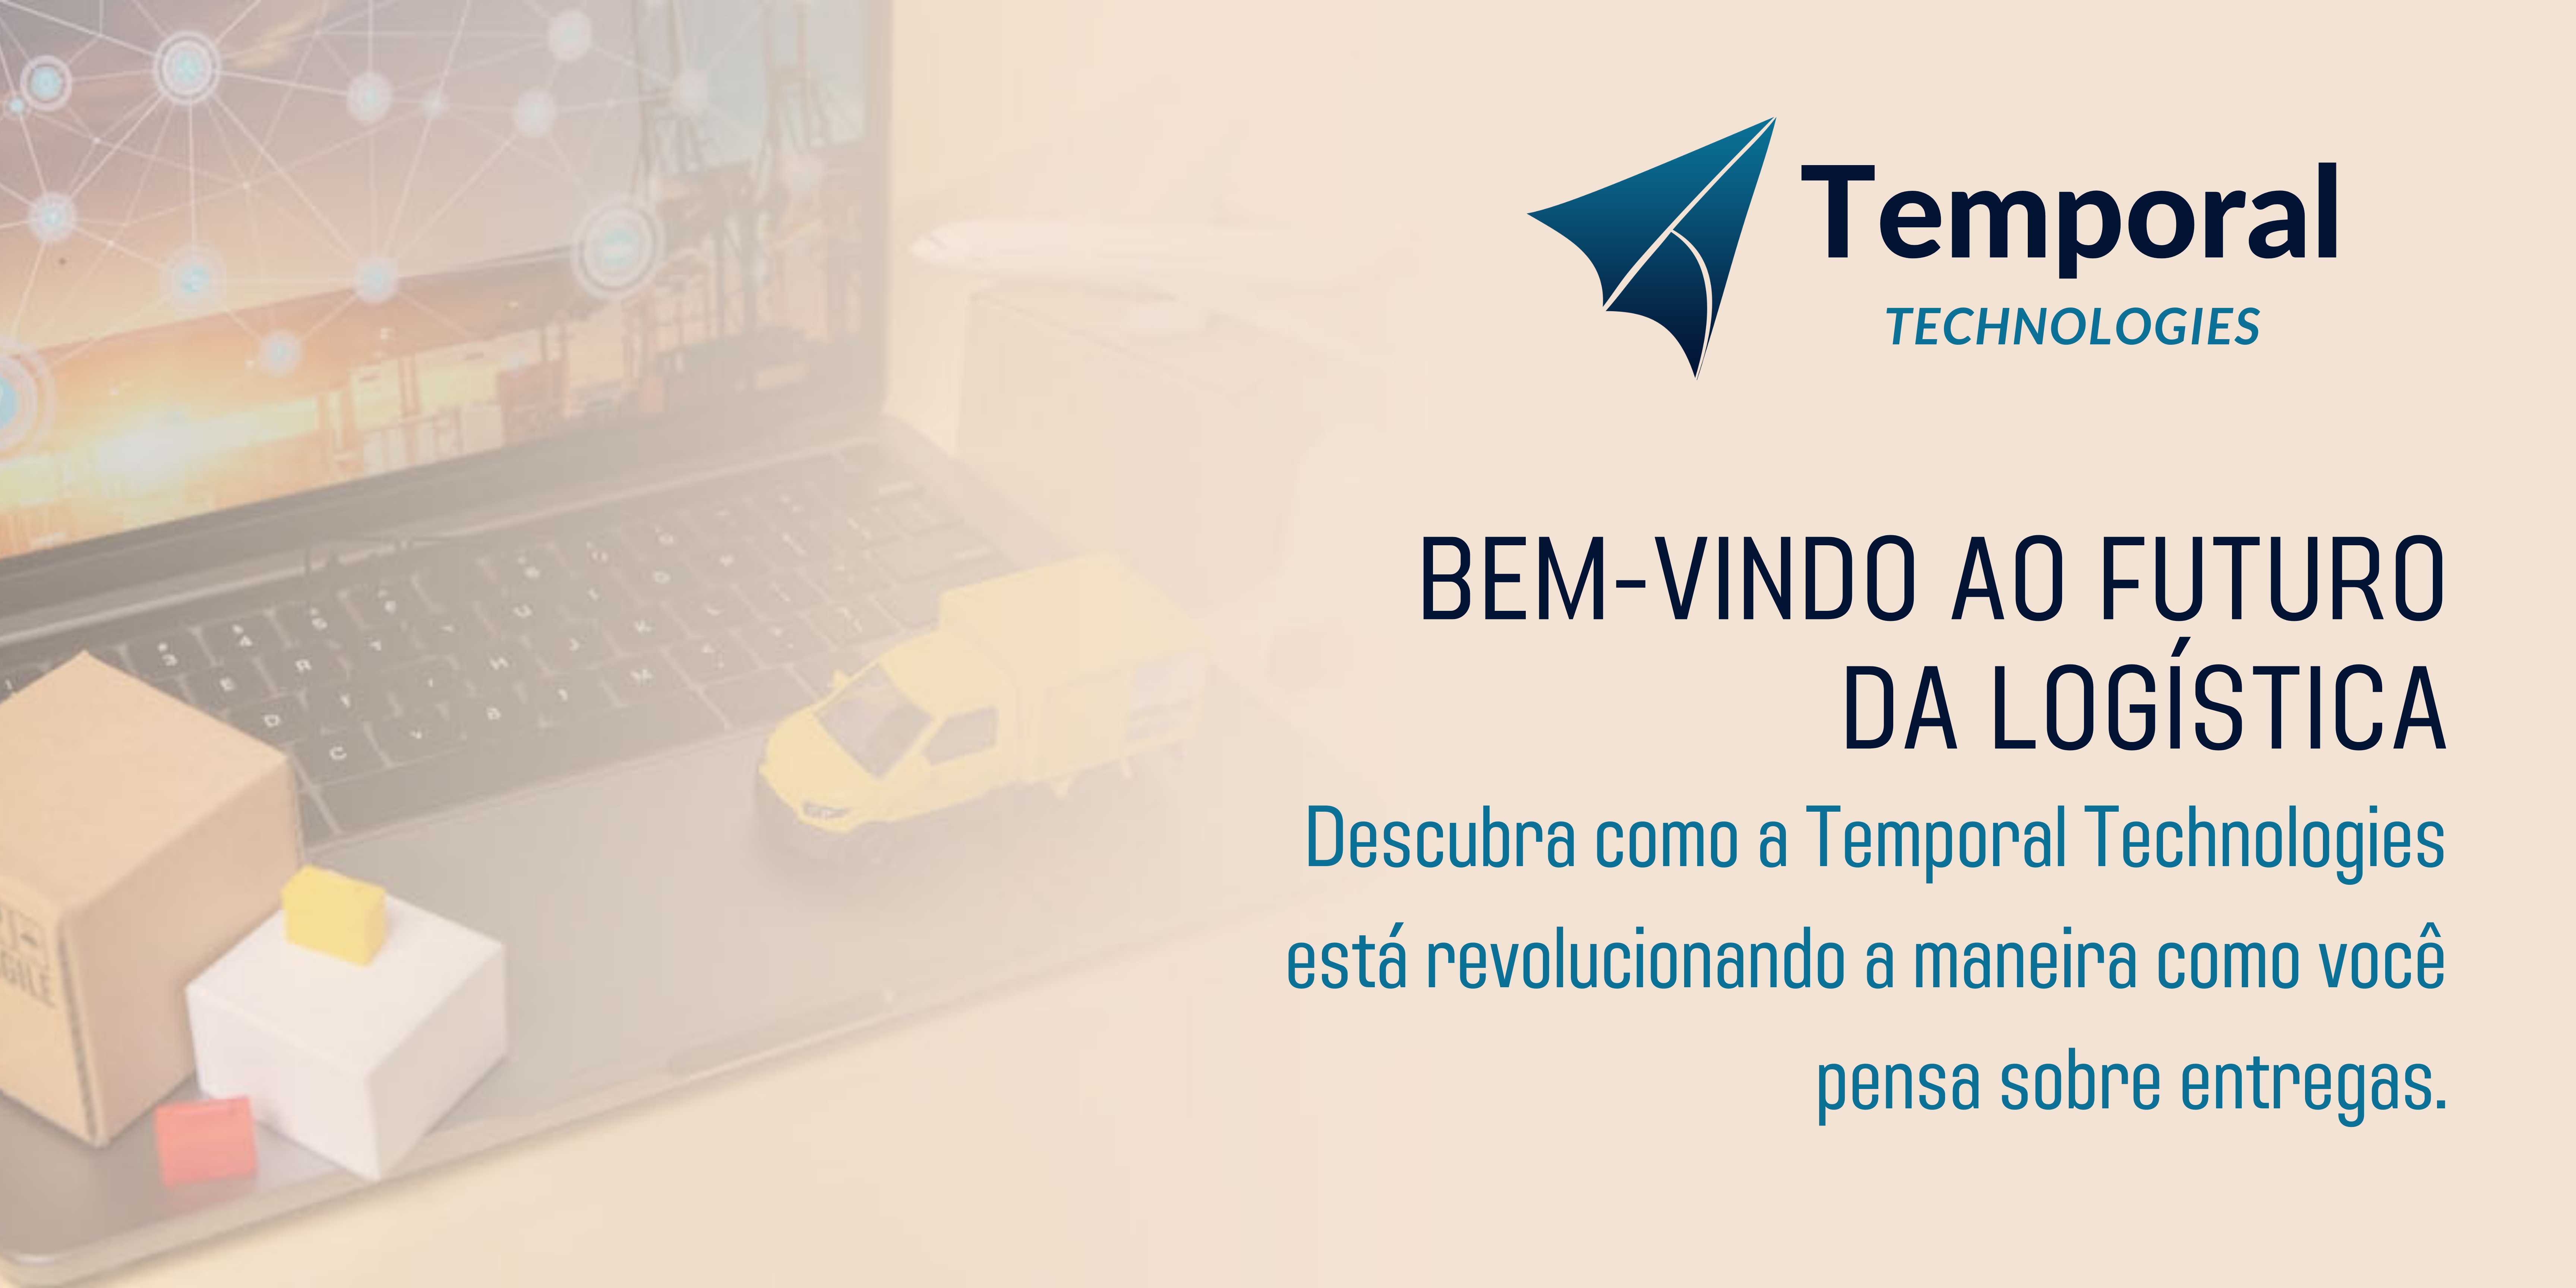 Temporal
TECHNOLOGIES
BEM-VINDO AO FUTURO
DA LOGÍSTICA
Descubra como a Temporal Technologies
está revolucionando a maneira como você
pensa sobre entregas.